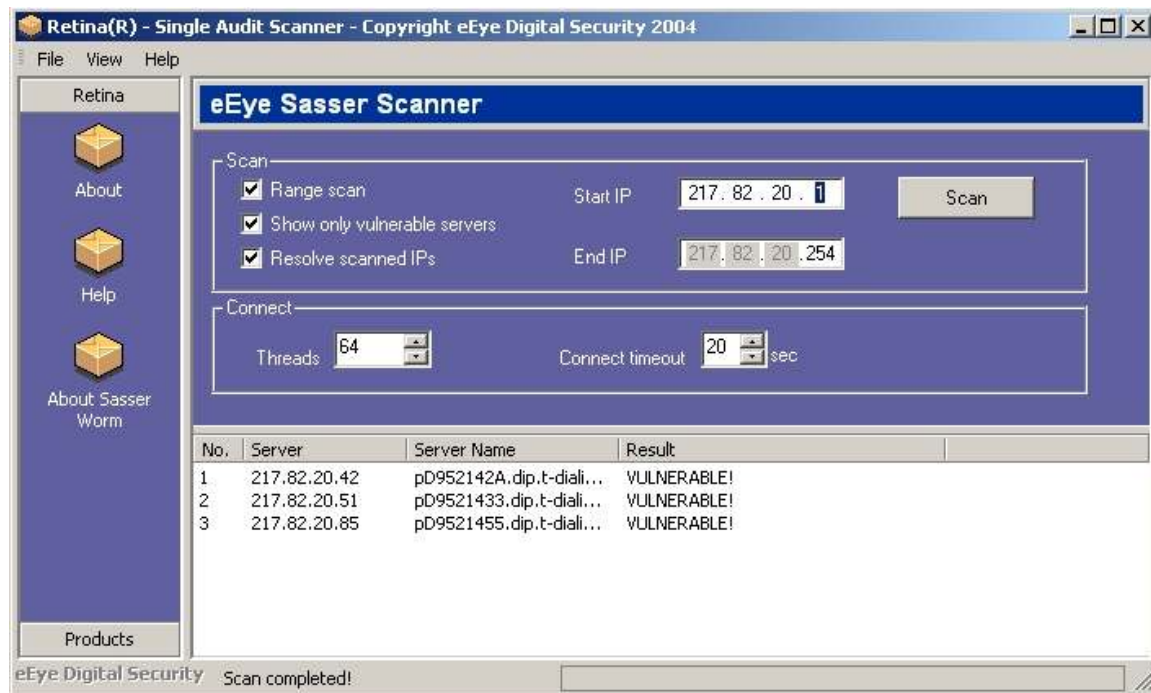 Retina(R) - Single Audit Scanner - Copyright eEye Digital Security 2004
File View Help
Retina
About
Help
About Sasser
Worm
Products
eEye Sasser Scanner
Scan
Range scan
Show only vulnerable servers
Resolve scanned IPs
Start IP 217. 82 . 20 . 1
End IP 217. 82 . 20 .254
Scan
Connect
Threads 64
Connect timeout 20 sec
No. Server Server Name Result
1 217.82.20.42 pD952142A.dip.t-diali... VULNERABLE!
2 217.82.20.51 pD9521433.dip.t-diali... VULNERABLE!
3 217.82.20.85 pD9521455.dip.t-diali... VULNERABLE!
eEye Digital Security Scan completed!